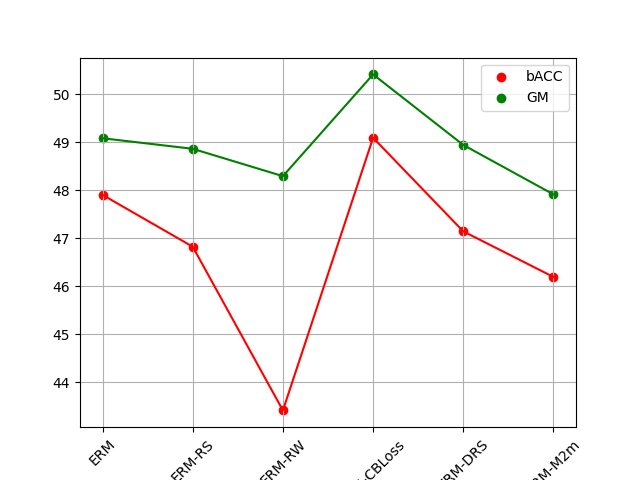 bACC
GM
50
49
48
47
46
45
44
ERM
ERM-RS
ERM-RW
-CBLoss
RM-DRS
RM-M2m